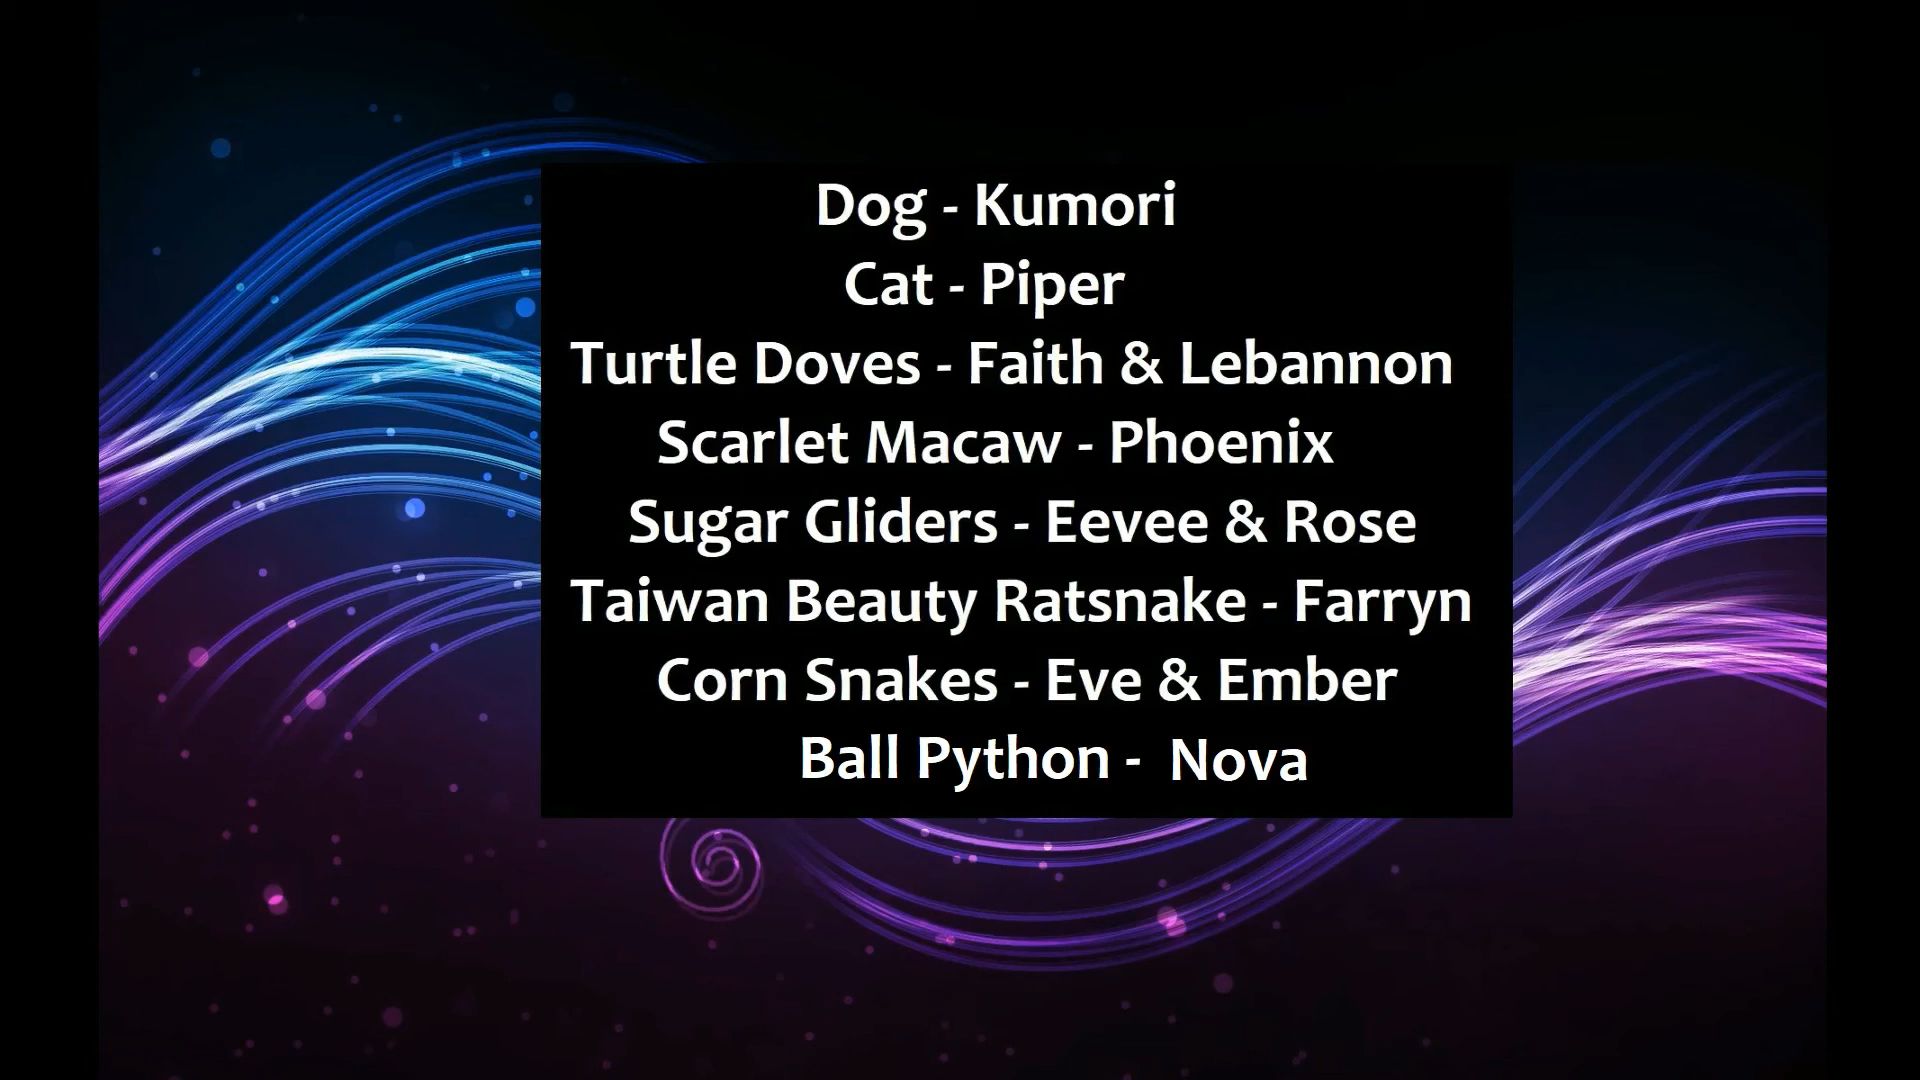 Dog - Kumori
Cat - Piper
Turtle Doves - Faith & Lebannon
Scarlet Macaw - Phoenix
Sugar Gliders - Eevee & Rose
Taiwan Beauty Ratsnake - Farryn
Corn Snakes - Eve & Ember
Ball Python - Nova